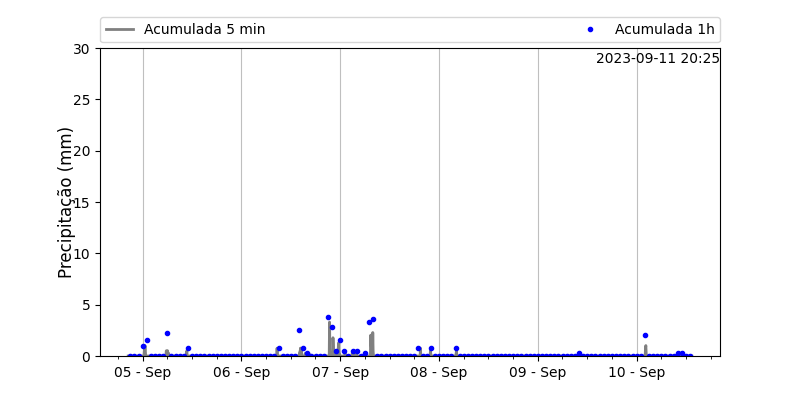 Acumulada 5 min
Acumulada 1h
2023-09-11 20:25
Precipitação (mm)
30
25
20
15
10
5
0
05 - Sep
06 - Sep
07 - Sep
08 - Sep
09 - Sep
10 - Sep